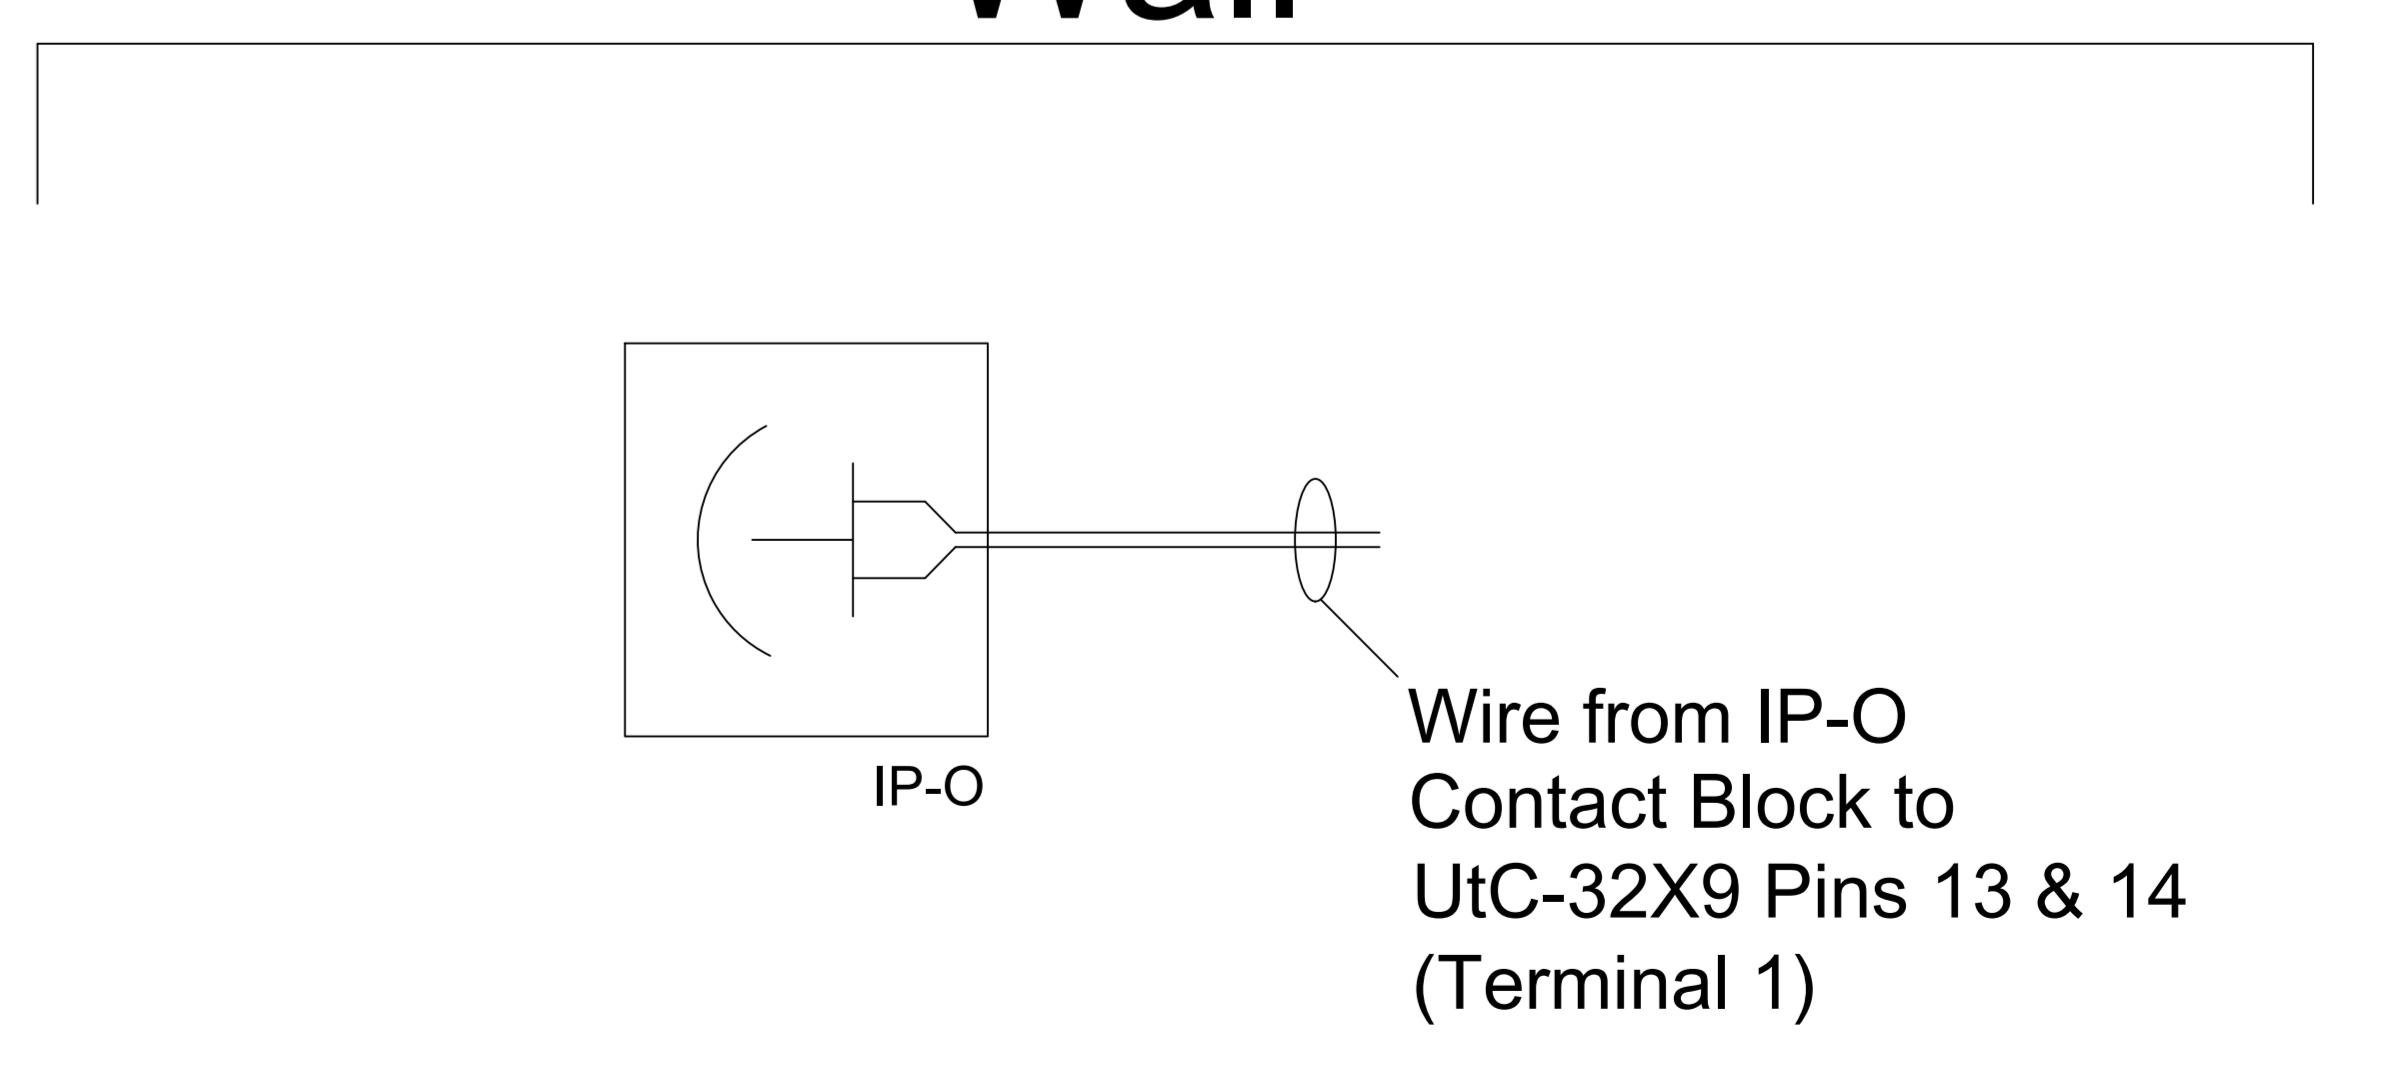 IP-O
Wire from IP-O
Contact Block to
UtC-32X9 Pins 13 & 14
(Terminal 1)